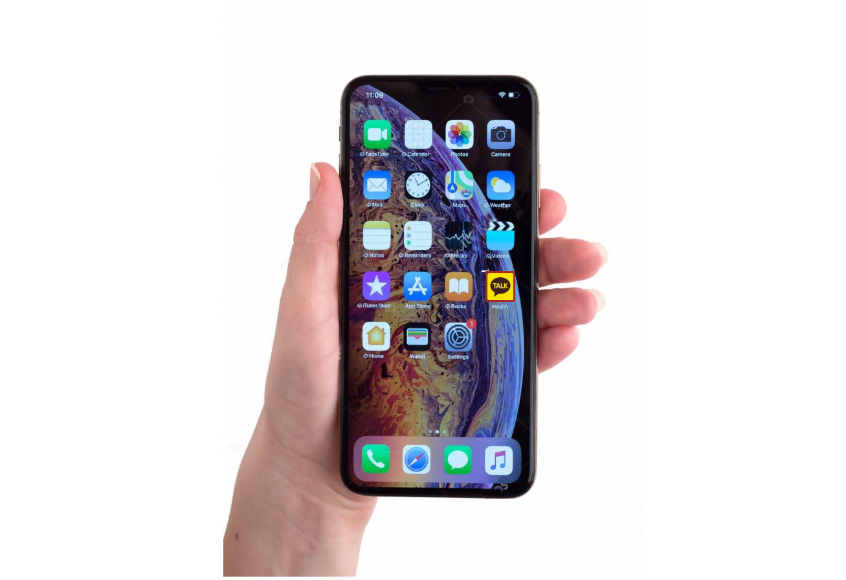 11:09
FaceTime
Calendar
Photos
Camera
Mail
Clock
Maps
Weather
Notes
Reminders
Stocks
Videos
iTunes Store
App Store
Books
TALK
Health
Home
Wallet
1
Settings